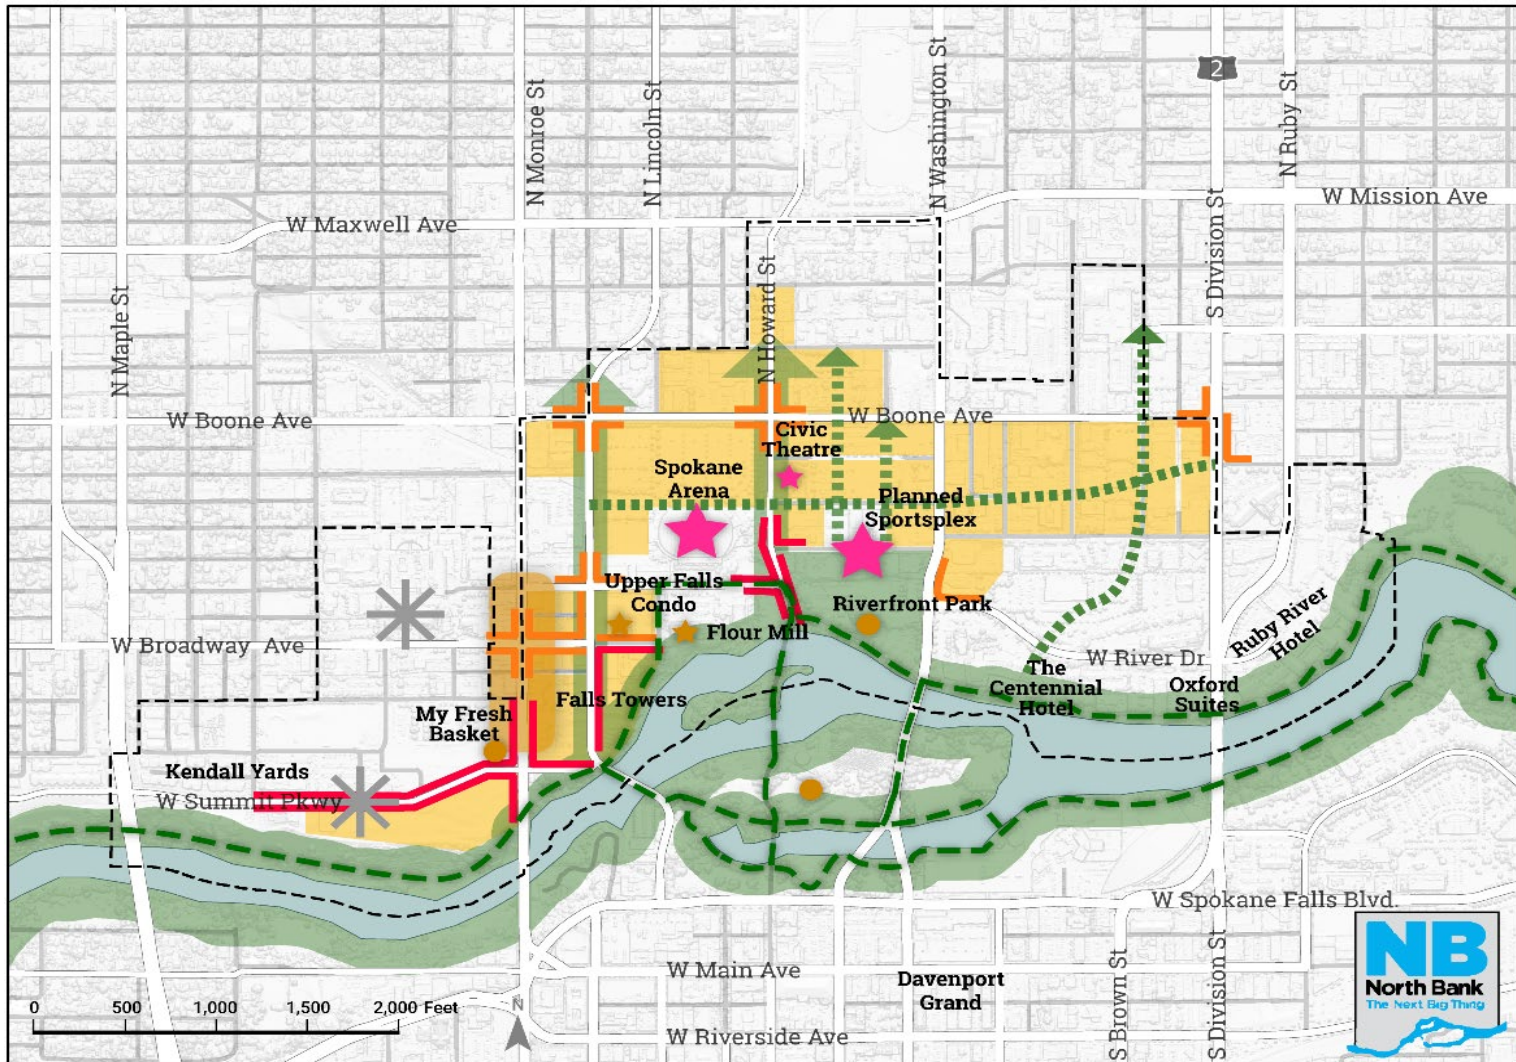 2
N Monroe St
N Lincoln St
N Washington St
N Ruby St
W Maxwell Ave
W Mission Ave
N Maple St
N Howard St
S Division St
W Boone Ave
W Boone Ave
Civic
Theatre
Spokane
Arena
Planned
Sportsplex
Upper Falls
Condo
Riverfront Park
Flour Mill
W Broadway Ave
W River Dr
Ruby River
Hotel
The
Centennial
Hotel
Oxford
Suites
Falls Towers
My Fresh
Basket
Kendall Yards
W Summit Pkwy
W Spokane Falls Blvd.
W Main Ave
Davenport
Grand
S Brown St
S Division St
W Riverside Ave
0 500 1,000 1,500 2,000 Feet
N
NB
North Bank
The Next Big Thing